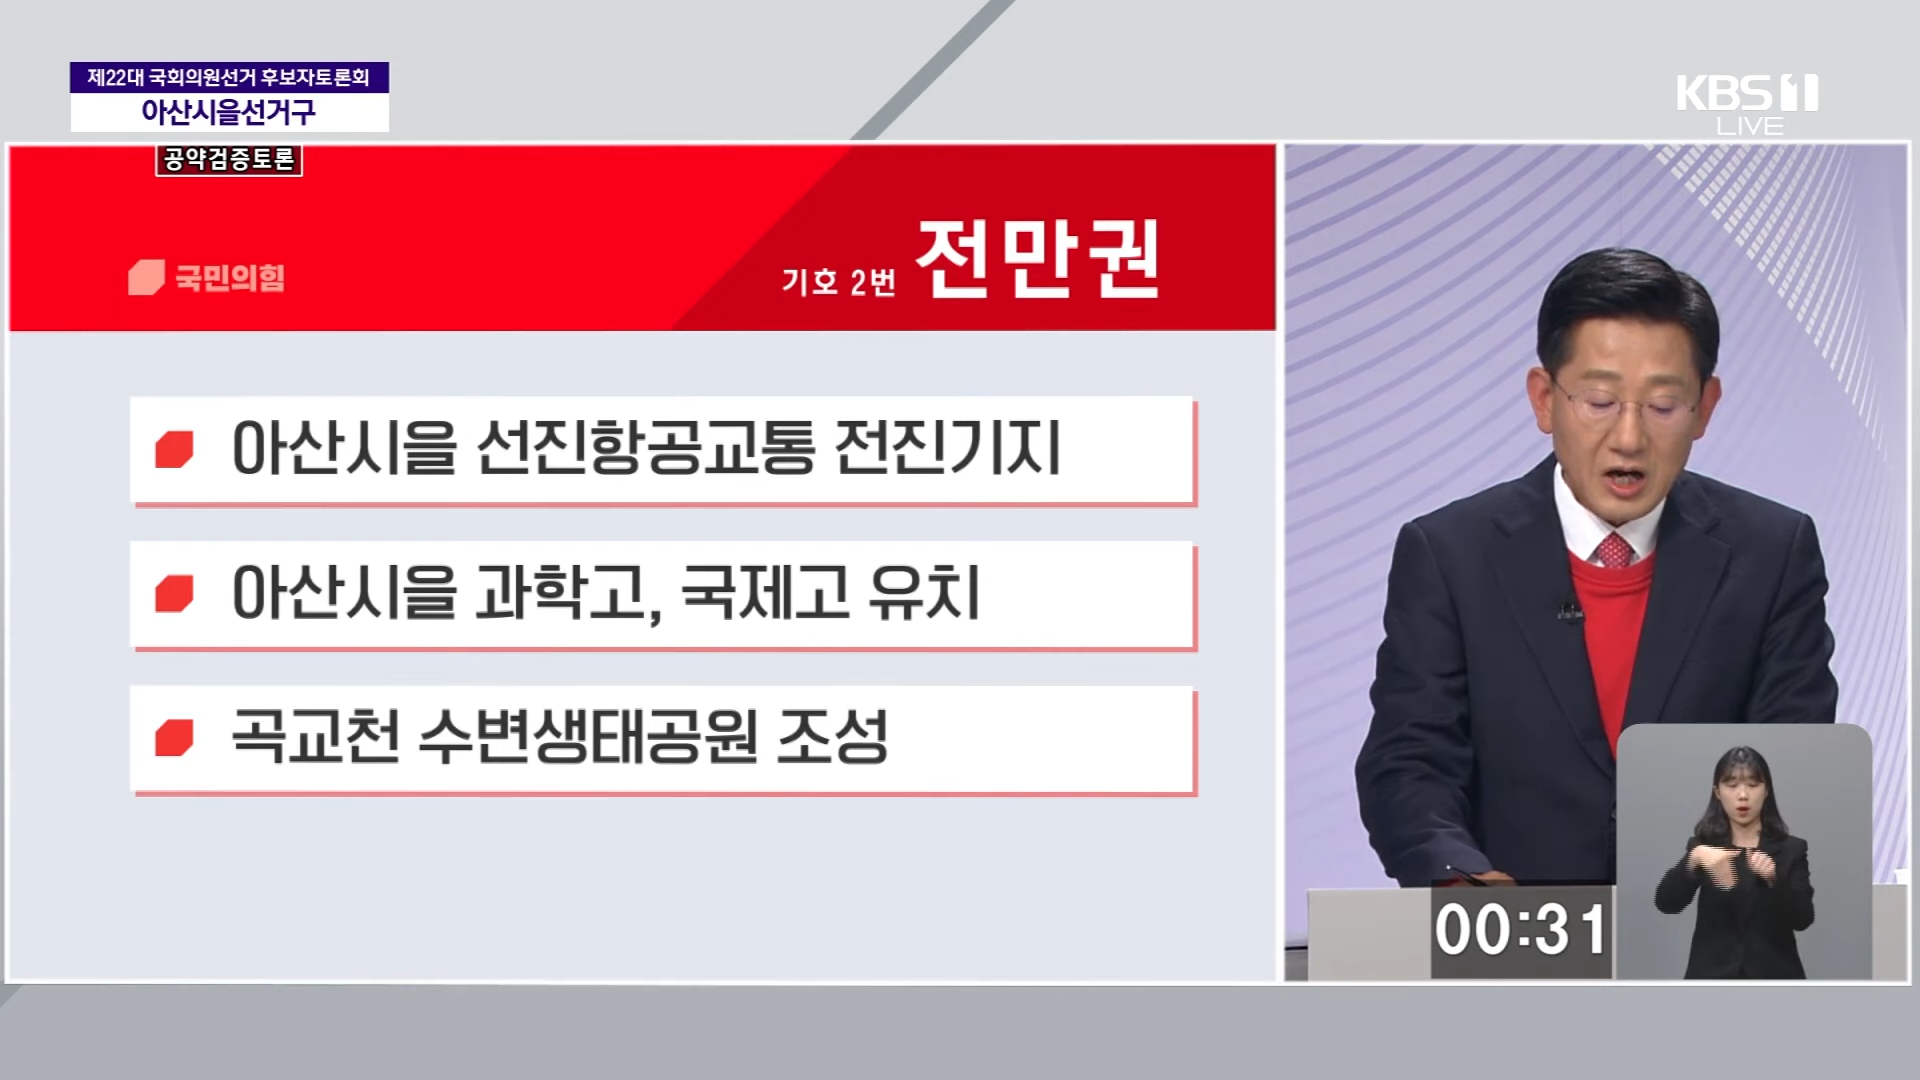 제22대 국회의원선거 후보자토론회
아산시을선거구
KBS 1
LIVE
공약검증토론
국민의힘
기호 2번 전만권
아산시을 선진항공교통 전진기지
아산시을 과학고, 국제고 유치
곡교천 수변생태공원 조성
00:31